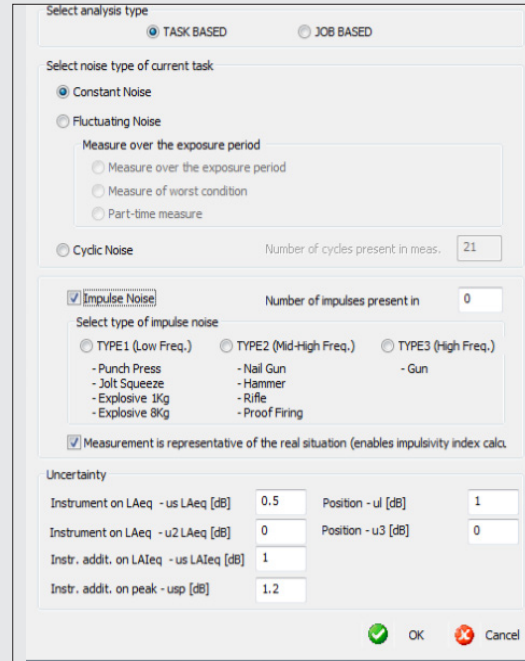 Select analysis type
TASK BASED JOB BASED
Select noise type of current task
Constant Noise
Fluctuating Noise
Measure over the exposure period
Measure over the exposure period
Measure of worst condition
Part-time measure
Cyclic Noise Number of cycles present in meas. 21
Impulse Noise Number of impulses present in 0
Select type of impulse noise
TYPE1 (Low Freq.) TYPE2 (Mid-High Freq.) TYPE3 (High Freq.)
- Punch Press - Nail Gun - Gun
- Jolt Squeeze - Hammer
- Explosive 1Kg - Rifle
- Explosive 8Kg - Proof Firing
Measurement is representative of the real situation (enables impulsivity index calcu
Uncertainty
Instrument on LAeq - us LAeq [dB] 0.5 Position - ul [dB] 1
Instrument on LAeq - u2 LAeq [dB] 0 Position - u3 [dB] 0
Instr. addit. on LAIeq - us LAIeq [dB] 1
Instr. addit. on peak - usp [dB] 1.2
OK Cancel